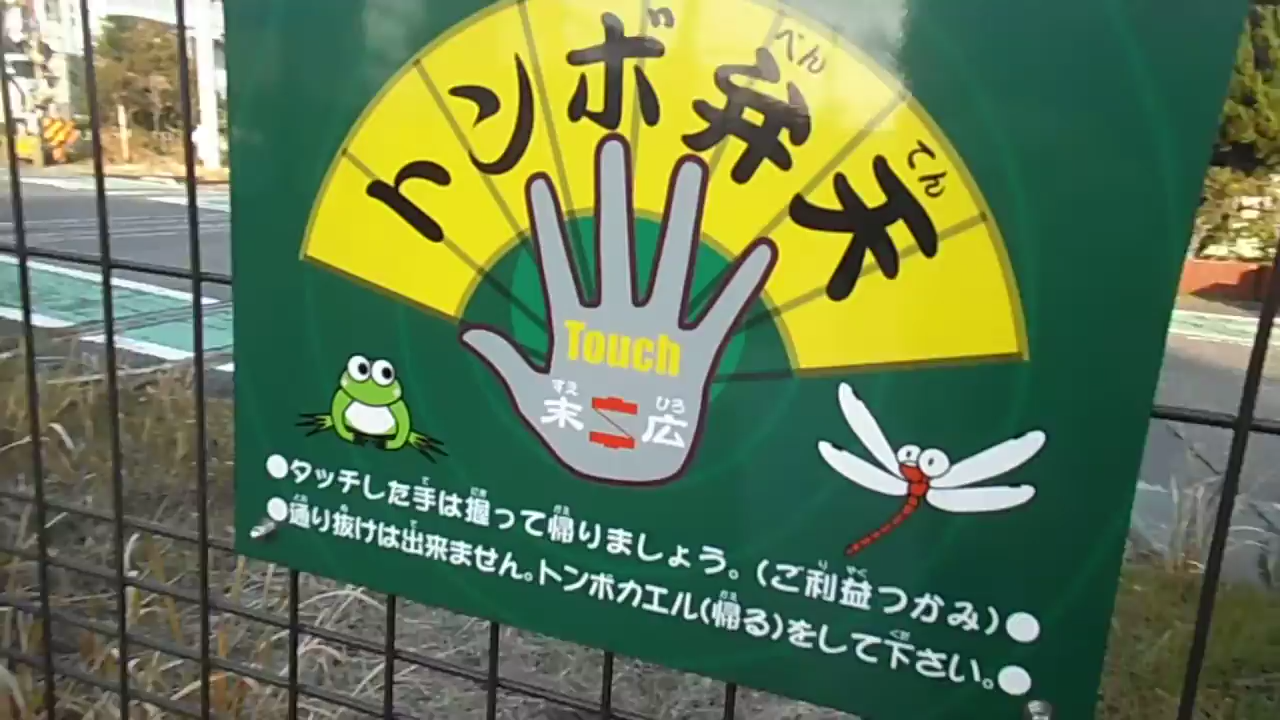 トンボ弁天
べん
てん
Touch
すえ ひろ
末広
●タッチした手は握って帰りましょう。(ご利益つかみ)●
●通り抜けは出来ません。トンボカエル(帰る)をして下さい。●